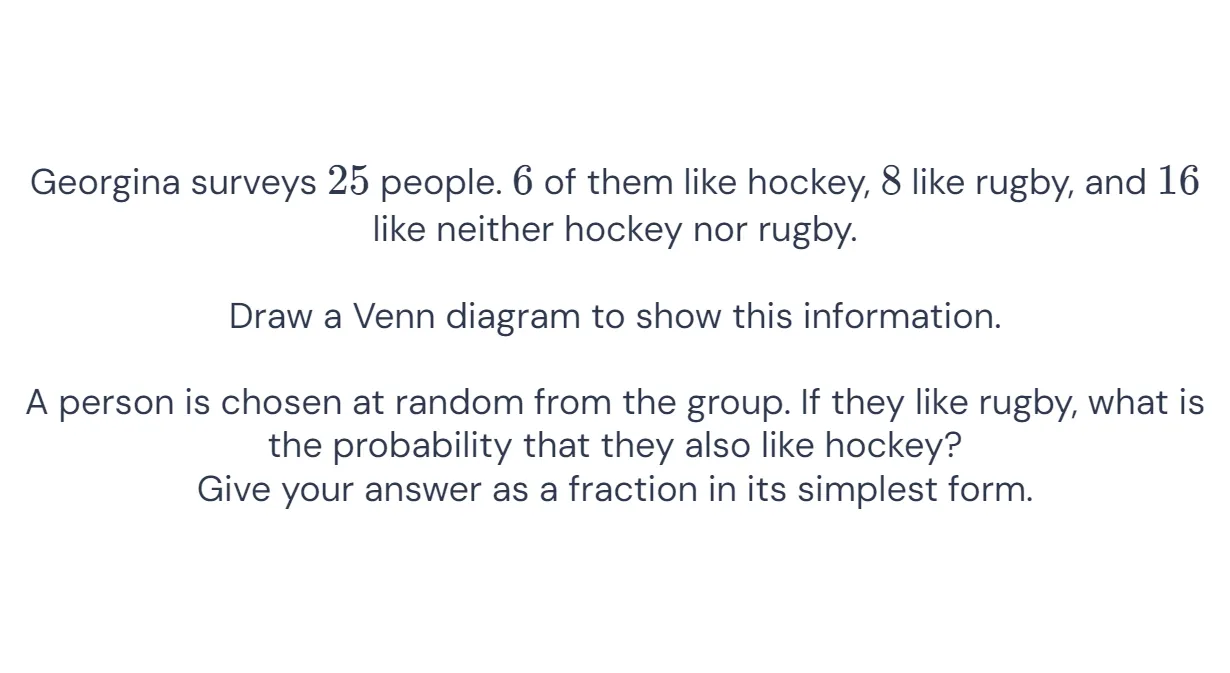 Georgina surveys 25 people. 6 of them like hockey, 8 like rugby, and 16
like neither hockey nor rugby.
Draw a Venn diagram to show this information.
A person is chosen at random from the group. If they like rugby, what is
the probability that they also like hockey?
Give your answer as a fraction in its simplest form.